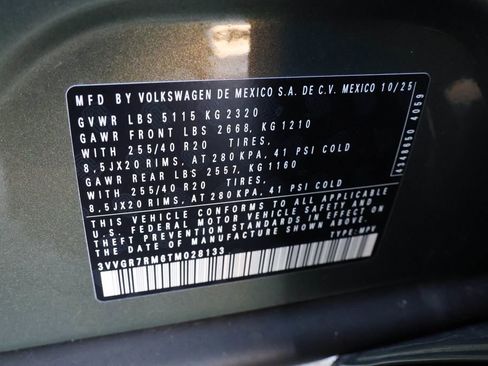 MFD BY VOLKSWAGEN DE MEXICO S.A. DE C.V. MEXICO 10/25
GVWR LBS 5115 KG 2320
GAWR FRONT LBS 2668, KG 1210
WITH 255/40 R20 TIRES,
8,5JX20 RIMS, AT 280 KPA, 41 PSI COLD
GAWR REAR LBS 2557, KG 1160
WITH 255/40 R20 TIRES,
8,5JX20 RIMS, AT 280 KPA, 41 PSI COLD
THIS VEHICLE CONFORMS TO ALL APPLICABLE
U.S. FEDERAL MOTOR VEHICLE SAFETY AND
THEFT PREVENTION STANDARDS IN EFFECT ON
THE DATE OF MANUFACTURE SHOWN ABOVE.
3VVGR7RM6TM028133 TYPE: MPV
4348650 4059